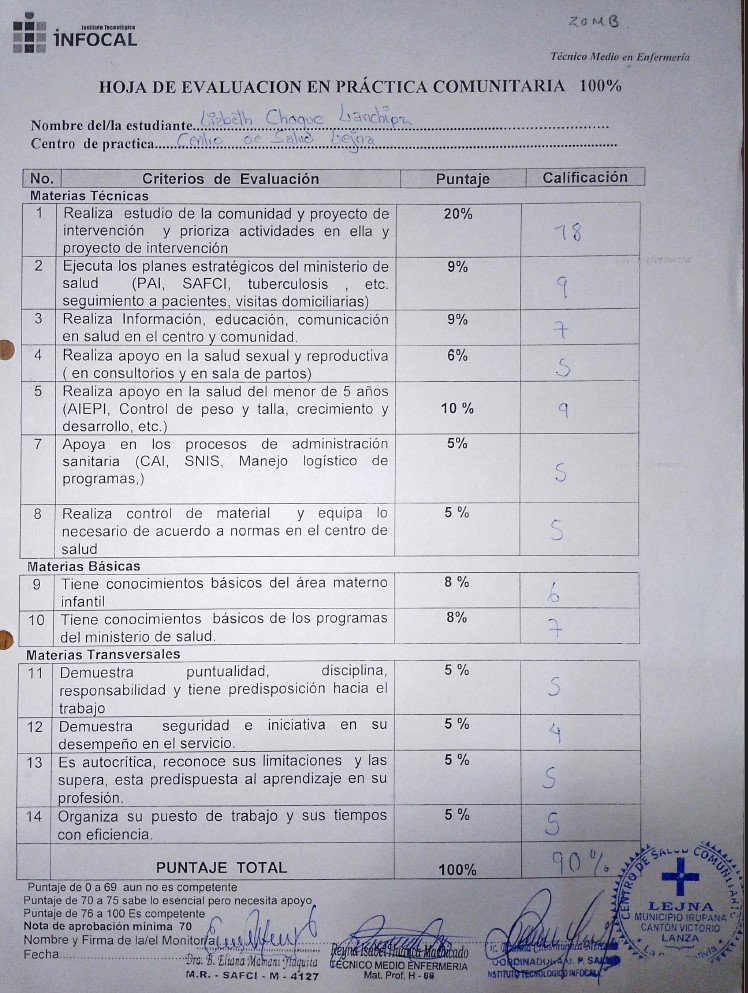 Instituto Tecnológico
INFOCAL
20MB
Técnico Medio en Enfermería
HOJA DE EVALUACION EN PRÁCTICA COMUNITARIA 100%
Nombre del/la estudiante. Lizbeth Choque Lanchipa
Centro de practica..... Centro de Salud Lejna
No. Criterios de Evaluación Puntaje Calificación
Materias Técnicas
1 Realiza estudio de la comunidad y proyecto de 20%
intervención y prioriza actividades en ella y 18
proyecto de intervención
2 Ejecuta los planes estratégicos del ministerio de 9%
salud (PAI, SAFCI, tuberculosis , etc. 9
seguimiento a pacientes, visitas domiciliarias)
3 Realiza Información, educación, comunicación 9%
en salud en el centro y comunidad. 7
4 Realiza apoyo en la salud sexual y reproductiva 6%
( en consultorios y en sala de partos) 5
5 Realiza apoyo en la salud del menor de 5 años
(AIEPI, Control de peso y talla, crecimiento y 10 % 9
desarrollo, etc.)
7 Apoya en los procesos de administración 5%
sanitaria (CAI, SNIS, Manejo logístico de
programas,) 5
8 Realiza control de material y equipa lo 5 %
necesario de acuerdo a normas en el centro de 5
salud
Materias Básicas
9 Tiene conocimientos básicos del área materno 8 %
infantil 6
10 Tiene conocimientos básicos de los programas 8%
del ministerio de salud. 7
Materias Transversales
11 Demuestra puntualidad, disciplina, 5 %
responsabilidad y tiene predisposición hacia el 5
trabajo
12 Demuestra seguridad e iniciativa en su 5 %
desempeño en el servicio. 4
13 Es autocrítica, reconoce sus limitaciones y las 5 %
supera, esta predispuesta al aprendizaje en su 5
profesión.
14 Organiza su puesto de trabajo y sus tiempos 5 %
con eficiencia. 5
PUNTAJE TOTAL 100% 90%
Puntaje de 0 a 69 aun no es competente
Puntaje de 70 a 75 sabe lo esencial pero necesita apoyo
Puntaje de 76 a 100 Es competente
Nota de aprobación mínima 70
Nombre y Firma de la/el Monitor/a
Fecha
Dra. B. Eliana Mamani
M.R. - SAFCI - M - 4127
Reyna Isabel Huanca
TÉCNICO MEDIO ENFERMERIA
Mat. Prof. H - 86
INSTITUTO TECNOLOGICO INFOCAL
CENTRO DE SALUD COMUNITARIO
LEJNA
MUNICIPIO IRUPANA
CANTÓN VICTORIO
LANZA